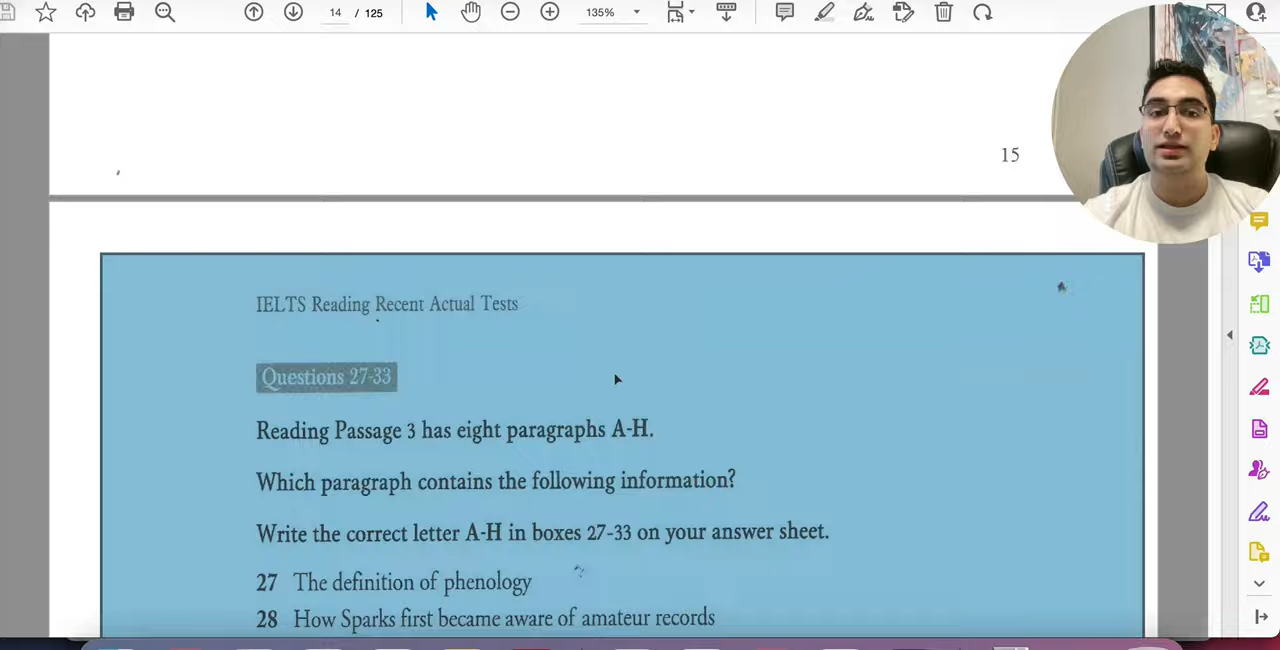 14 / 125
135%
15
IELTS Reading Recent Actual Tests
Questions 27-33
Reading Passage 3 has eight paragraphs A-H.
Which paragraph contains the following information?
Write the correct letter A-H in boxes 27-33 on your answer sheet.
27 The definition of phenology
28 How Sparks first became aware of amateur records